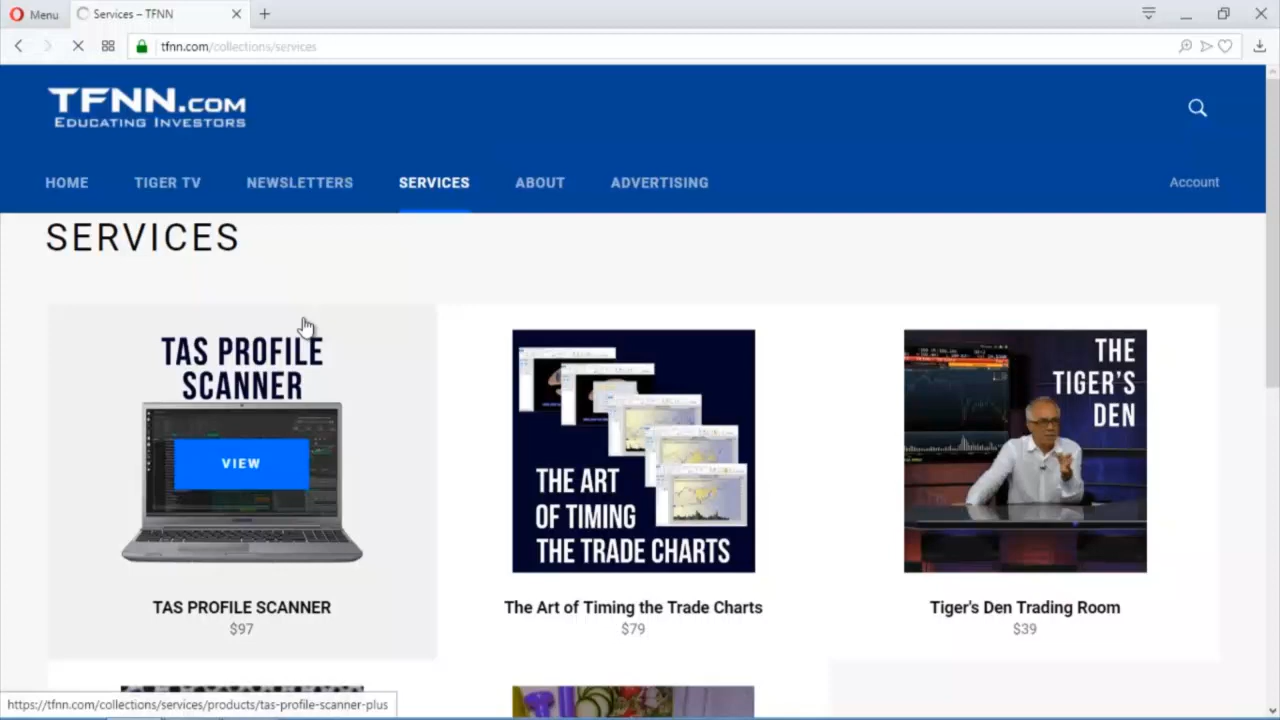 Menu
Services – TFNN
tfnn.com/collections/services
TFNN.COM
EDUCATING INVESTORS
HOME
TIGER TV
NEWSLETTERS
SERVICES
ABOUT
ADVERTISING
Account
SERVICES
TAS PROFILE
SCANNER
VIEW
TAS PROFILE SCANNER
$97
THE ART
OF TIMING
THE TRADE CHARTS
The Art of Timing the Trade Charts
$79
THE
TIGER'S
DEN
Tiger's Den Trading Room
$39
https://tfnn.com/collections/services/products/tas-profile-scanner-plus